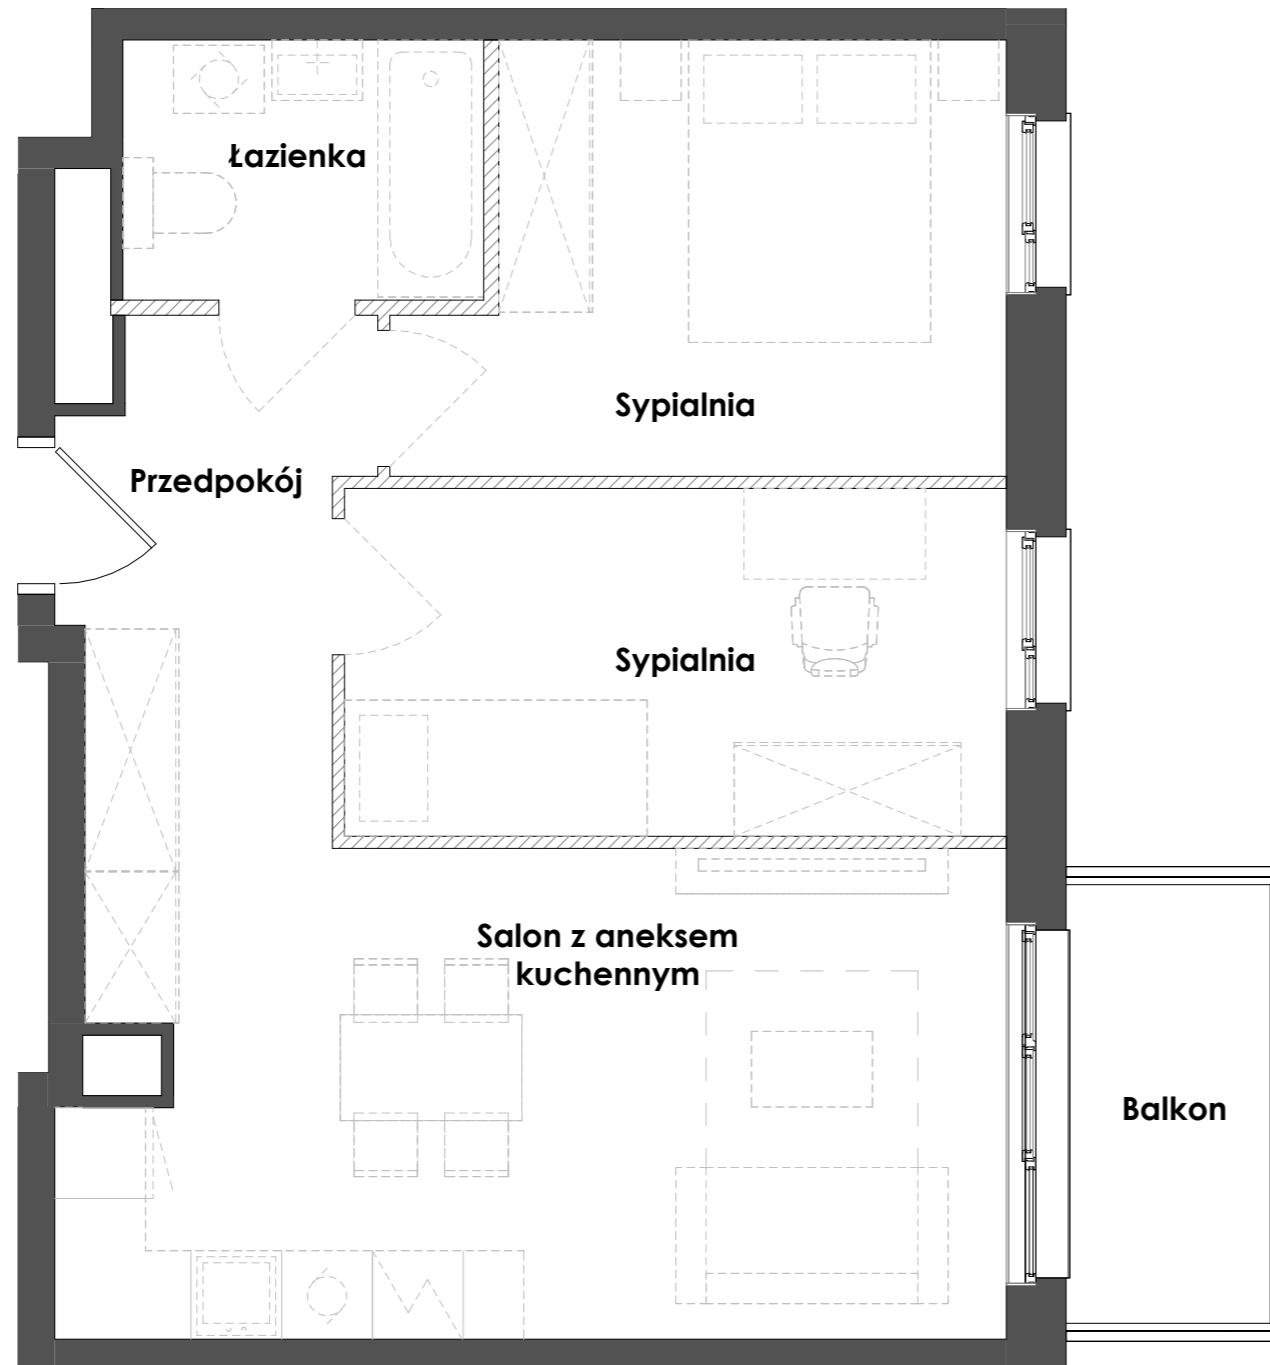 Łazienka
Sypialnia
Przedpokój
Sypialnia
Salon z aneksem
kuchennym
Balkon